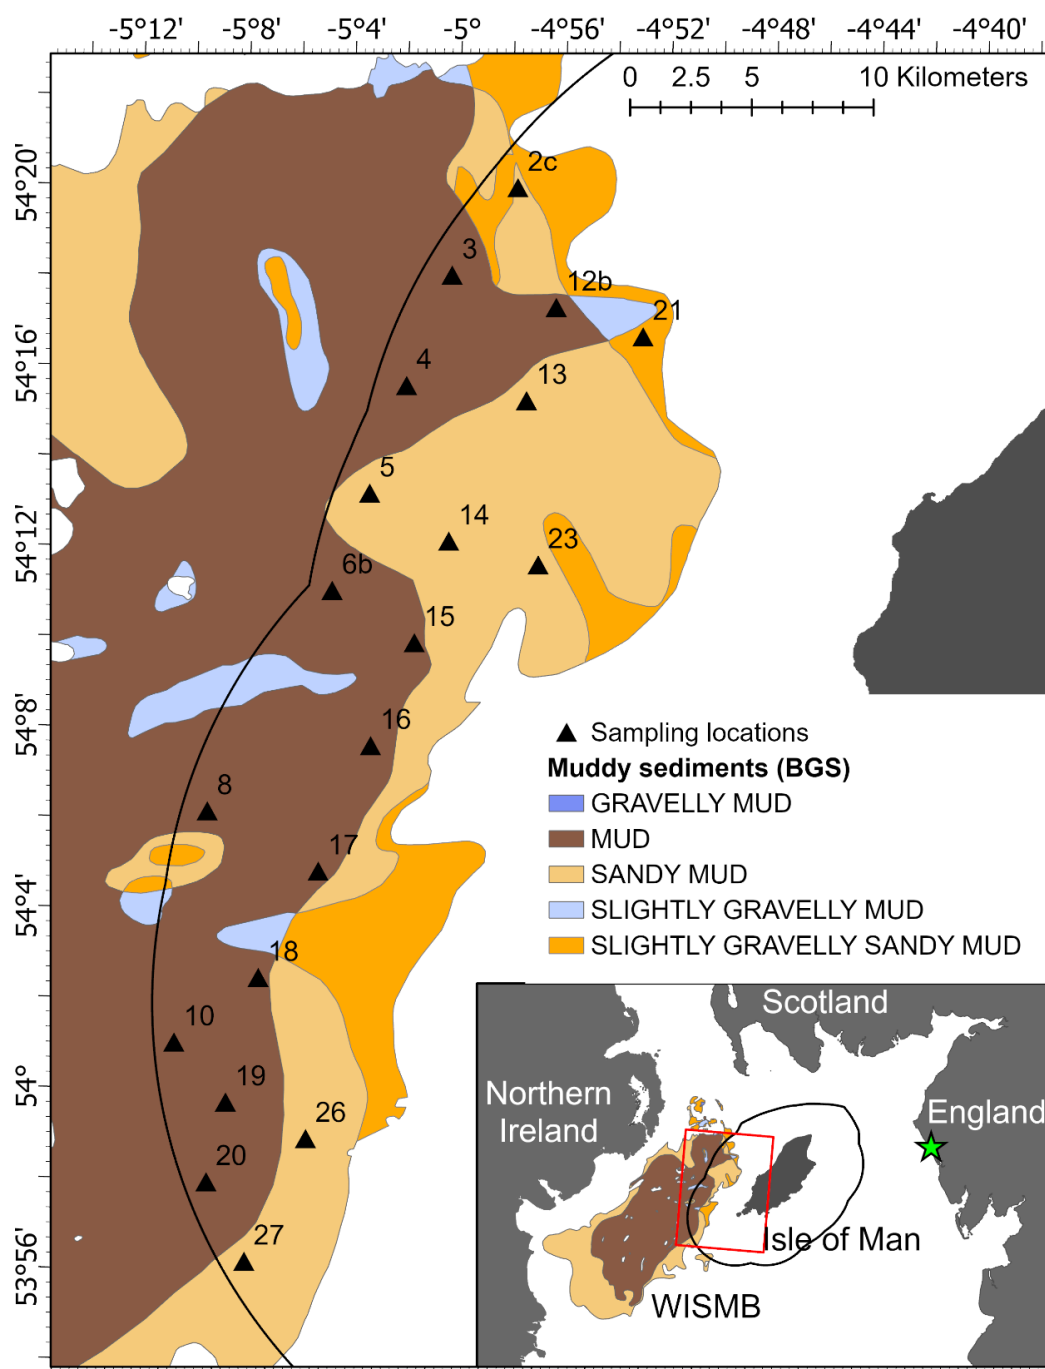 -5°12' -5°8' -5°4' -5° -4°56' -4°52' -4°48' -4°44' -4°40'
0 2.5 5 10 Kilometers
54°20'
2c
3
12b
21
54°16'
4
13
5
14
54°12'
23
6b
15
54°8'
16
8
17
54°4'
18
10
54°
19
26
20
27
53°56'
Sampling locations
Muddy sediments (BGS)
GRAVELLY MUD
MUD
SANDY MUD
SLIGHTLY GRAVELLY MUD
SLIGHTLY GRAVELLY SANDY MUD
Scotland
Northern
Ireland
England
Isle of Man
WISMB